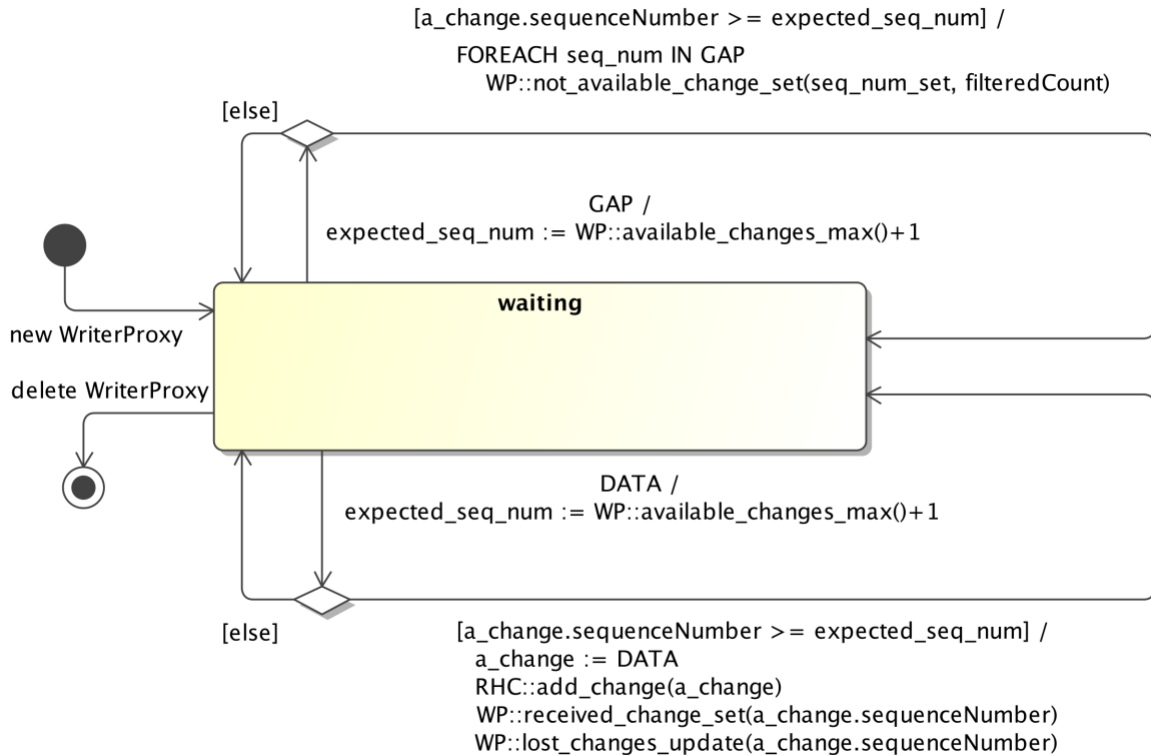 [a_change.sequenceNumber >= expected_seq_num] /
FOREACH seq_num IN GAP
WP::not_available_change_set(seq_num_set, filteredCount)
[else]
GAP /
expected_seq_num := WP::available_changes_max()+1
waiting
new WriterProxy
delete WriterProxy
DATA /
expected_seq_num := WP::available_changes_max()+1
[else]
[a_change.sequenceNumber >= expected_seq_num] /
a_change := DATA
RHC::add_change(a_change)
WP::received_change_set(a_change.sequenceNumber)
WP::lost_changes_update(a_change.sequenceNumber)